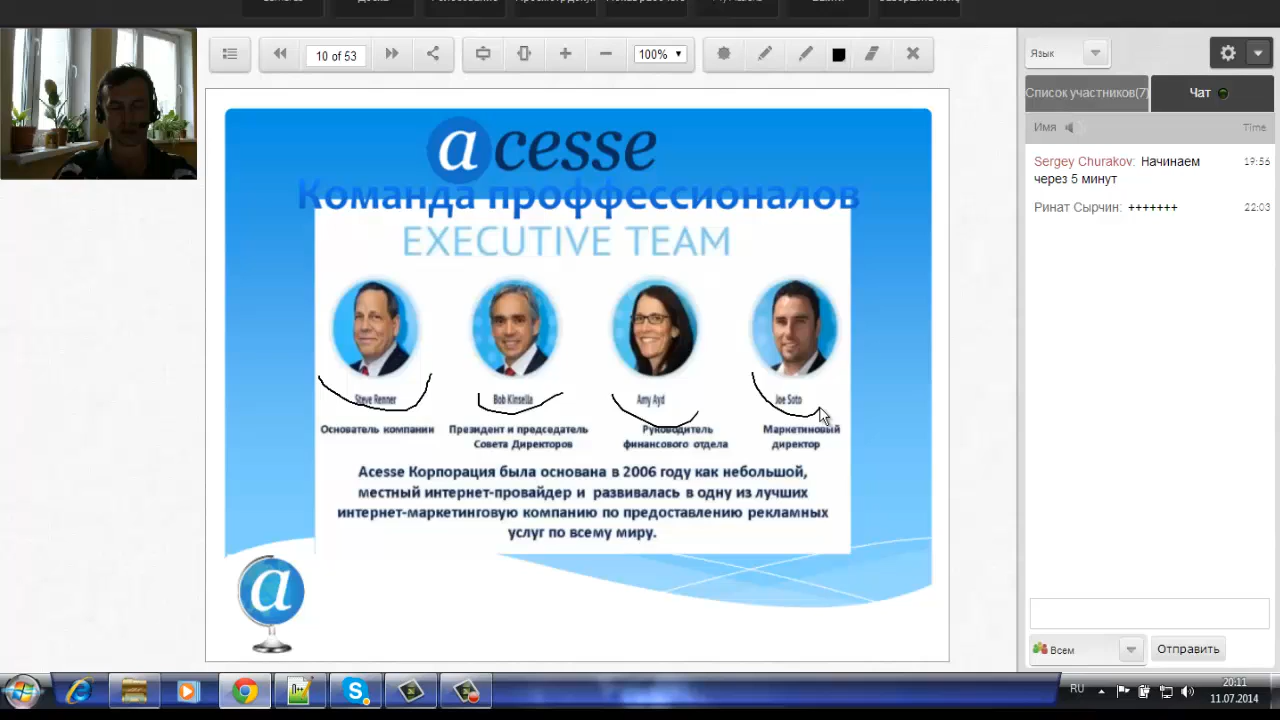 10 of 53
100%
Язык
Список участников(7)
Чат
Имя
Time
Sergey Churakov: Начинаем 19:56
через 5 минут
Ринат Сырчин: +++++++ 22:03
acesse
Команда проффессионалов
EXECUTIVE TEAM
Steve Renner
Bob Kinsella
Amy Ayd
Joe Soto
Основатель компании
Президент и председатель
Совета Директоров
Руководитель
финансового отдела
Маркетиновый
директор
Acesse Корпорация была основана в 2006 году как небольшой,
местный интернет-провайдер и развивалась в одну из лучших
интернет-маркетинговую компанию по предоставлению рекламных
услуг по всему миру.
a
Всем
Отправить
RU
20:11
11.07.2014